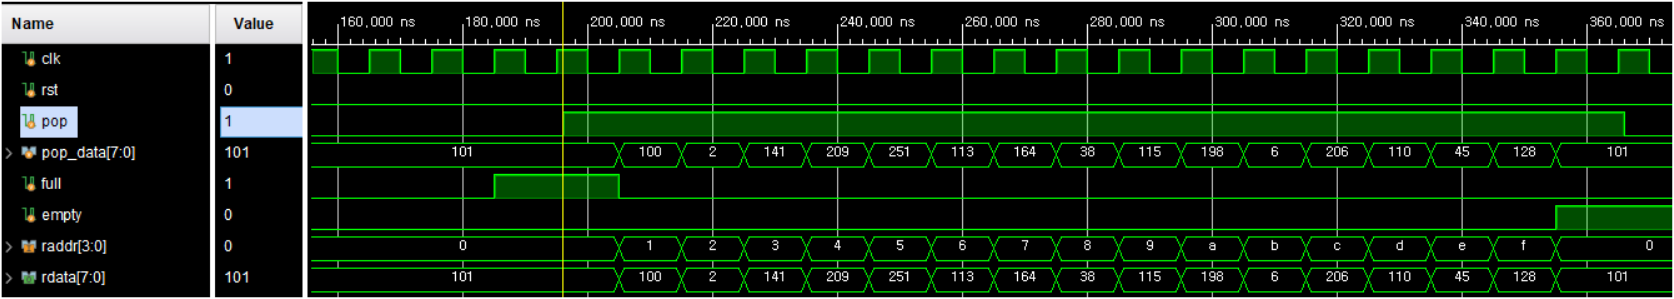 Name Value 160,000 ns 180,000 ns 200,000 ns 220,000 ns 240,000 ns 260,000 ns 280,000 ns 300,000 ns 320,000 ns 340,000 ns 360,000 ns
clk 1
rst 0
pop 1
pop_data[7:0] 101 101 100 2 141 209 251 113 164 38 115 198 6 206 110 45 128 101
full 1
empty 0
raddr[3:0] 0 0 1 2 3 4 5 6 7 8 9 a b c d e f 0
rdata[7:0] 101 101 100 2 141 209 251 113 164 38 115 198 6 206 110 45 128 101